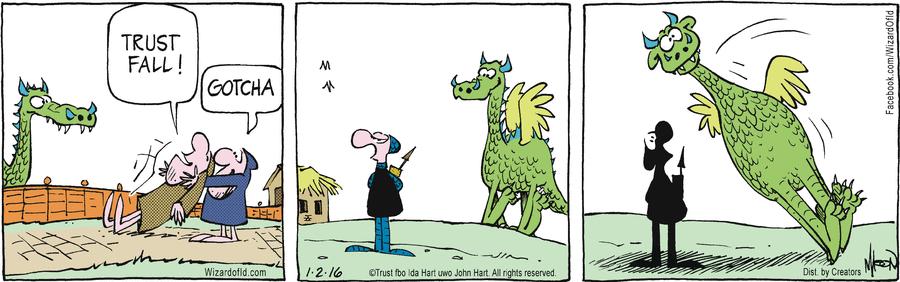 TRUST
FALL!
GOTCHA
WizardofId.com
1·2·16
©Trust fbo Ida Hart uwo John Hart. All rights reserved.
Facebook.com/WizardOfId
Dist. by Creators